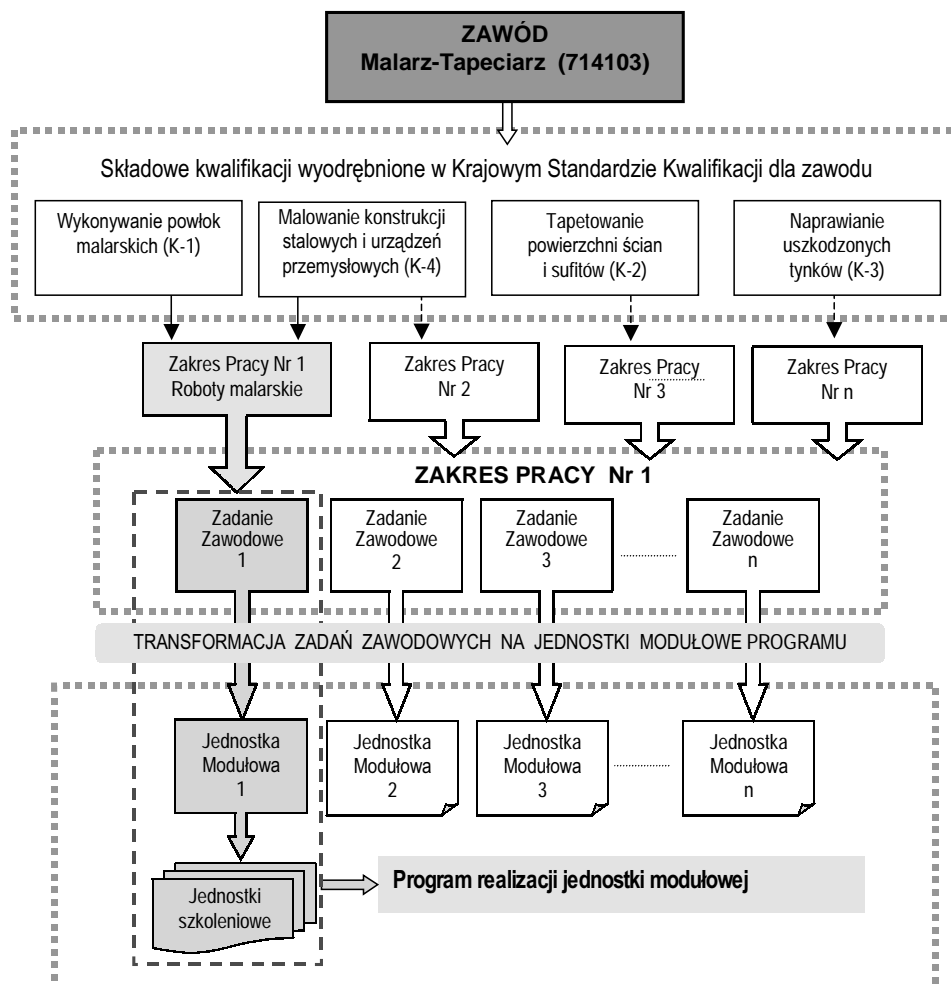 ZAWÓD
Malarz-Tapeciarz (714103)
Składowe kwalifikacji wyodrębnione w Krajowym Standardzie Kwalifikacji dla zawodu
Wykonywanie powłok
malarskich (K-1)
Malowanie konstrukcji
stalowych i urządzeń
przemysłowych (K-4)
Tapetowanie
powierzchni ścian
i sufitów (K-2)
Naprawianie
uszkodzonych
tynków (K-3)
Zakres Pracy Nr 1
Roboty malarskie
Zakres Pracy
Nr 2
Zakres Pracy
Nr 3
Zakres Pracy
Nr n
ZAKRES PRACY Nr 1
Zadanie
Zawodowe
1
Zadanie
Zawodowe
2
Zadanie
Zawodowe
3
Zadanie
Zawodowe
n
TRANSFORMACJA ZADAŃ ZAWODOWYCH NA JEDNOSTKI MODUŁOWE PROGRAMU
Jednostka
Modułowa
1
Jednostka
Modułowa
2
Jednostka
Modułowa
3
Jednostka
Modułowa
n
Jednostki
szkoleniowe
Program realizacji jednostki modułowej